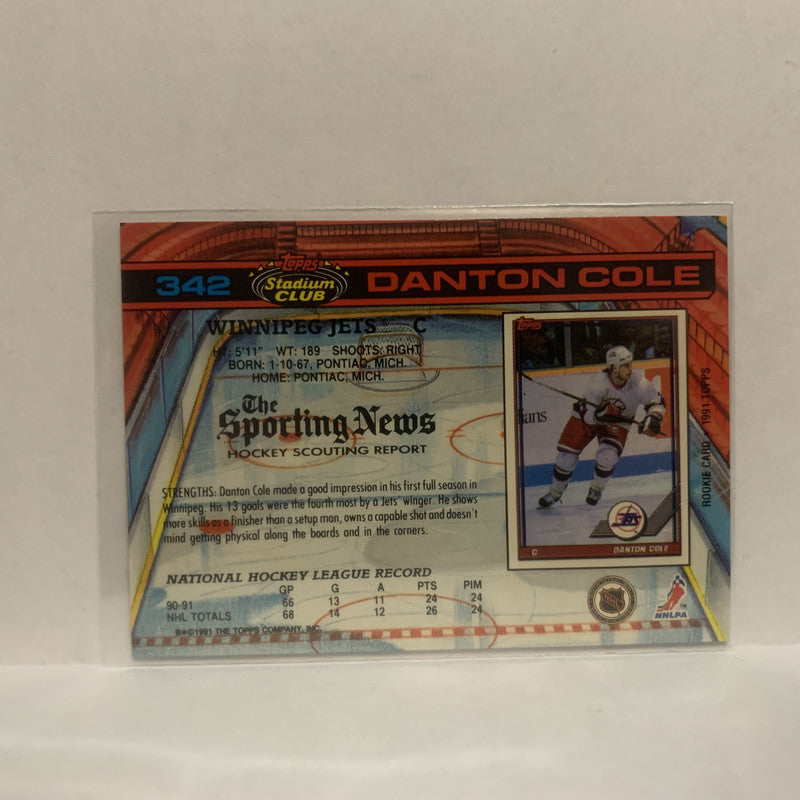 342 Topps Stadium CLUB DANTON COLE
WINNIPEG JETS C
HT: 5'11" WT: 189 SHOOTS: RIGHT
BORN: 1-10-67, PONTIAC, MICH.
HOME: PONTIAC, MICH.
The
Sporting News
HOCKEY SCOUTING REPORT
STRENGTHS: Danton Cole made a good impression in his first full season in
Winnipeg. His 13 goals were the fourth most by a Jets' winger. He shows
more skills as a finisher than a setup man, owns a capable shot and doesn't
mind getting physical along the boards and in the corners.
NATIONAL HOCKEY LEAGUE RECORD
GP G A PTS PIM
90-91 66 13 11 24 24
NHL TOTALS 68 14 12 26 24
B*©1991 THE TOPPS COMPANY, INC.
Topps
ians
JETS
C DANTON COLE
ROOKIE CARD • 1991 TOPPS
NHL
NHLPA TM